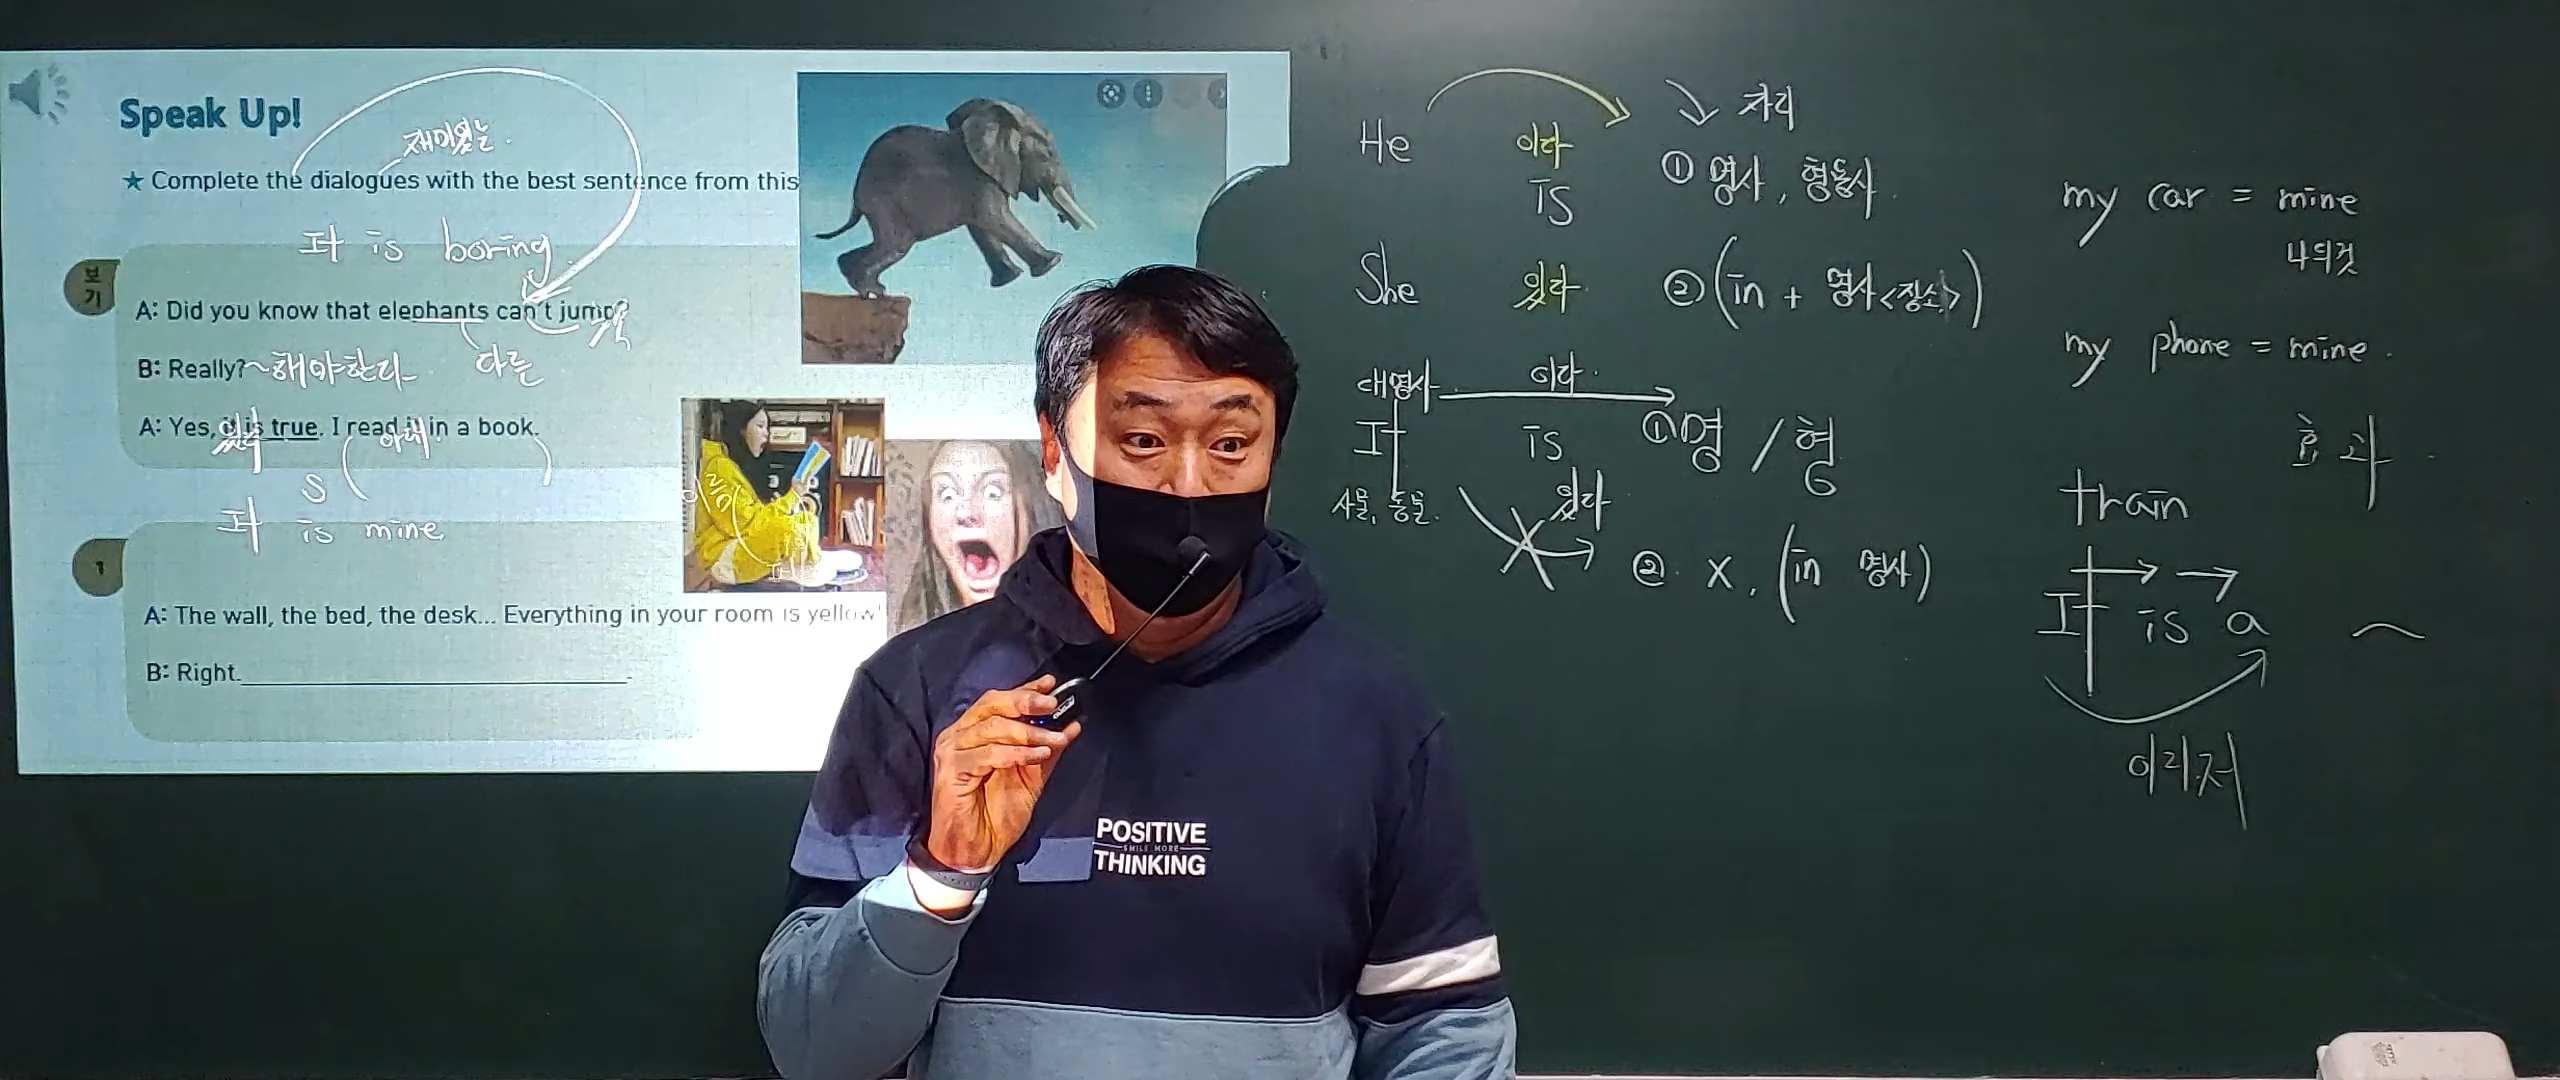 Speak Up!
재미있는
★ Complete the dialogues with the best sentence from this
It is boring
보기
A: Did you know that elephants can't jump?
B: Really?
~해야한다
다른
A: Yes, it is true. I read it in a book.
(아래)
S
It is mine
1
A: The wall, the bed, the desk... Everything in your room is yellow!
B: Right.
POSITIVE
SMILE MORE
THINKING
자리
He 이다 ① 명사, 형용사
is
She 있다 ② (in + 명사<장소>)
대명사 이다
It is ① 명 / 형
사물, 동물. 있다
② X, (in 명사)
my car = mine
나의것
my phone = mine.
효과
train
It is a ~